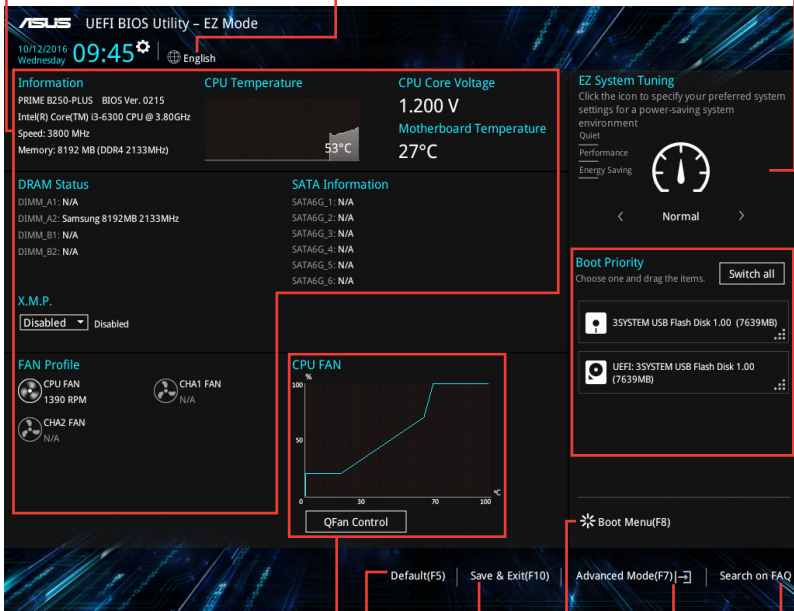 ASUS UEFI BIOS Utility – EZ Mode
10/12/2016
Wednesday
09:45
English
Information
PRIME B250-PLUS BIOS Ver. 0215
Intel(R) Core(TM) i3-6300 CPU @ 3.80GHz
Speed: 3800 MHz
Memory: 8192 MB (DDR4 2133MHz)
CPU Temperature
53°C
CPU Core Voltage
1.200 V
Motherboard Temperature
27°C
EZ System Tuning
Click the icon to specify your preferred system
settings for a power-saving system
environment
Quiet
Performance
Energy Saving
< Normal >
DRAM Status
DIMM_A1: N/A
DIMM_A2: Samsung 8192MB 2133MHz
DIMM_B1: N/A
DIMM_B2: N/A
SATA Information
SATA6G_1: N/A
SATA6G_2: N/A
SATA6G_3: N/A
SATA6G_4: N/A
SATA6G_5: N/A
SATA6G_6: N/A
X.M.P.
Disabled Disabled
Boot Priority
Choose one and drag the items.
Switch all
3SYSTEM USB Flash Disk 1.00 (7639MB)
UEFI: 3SYSTEM USB Flash Disk 1.00
(7639MB)
FAN Profile
CPU FAN
1390 RPM
CHA1 FAN
N/A
CHA2 FAN
N/A
CPU FAN
%
100
50
0 30 70 100
°C
QFan Control
Boot Menu(F8)
Default(F5) Save & Exit(F10) Advanced Mode(F7) Search on FAQ